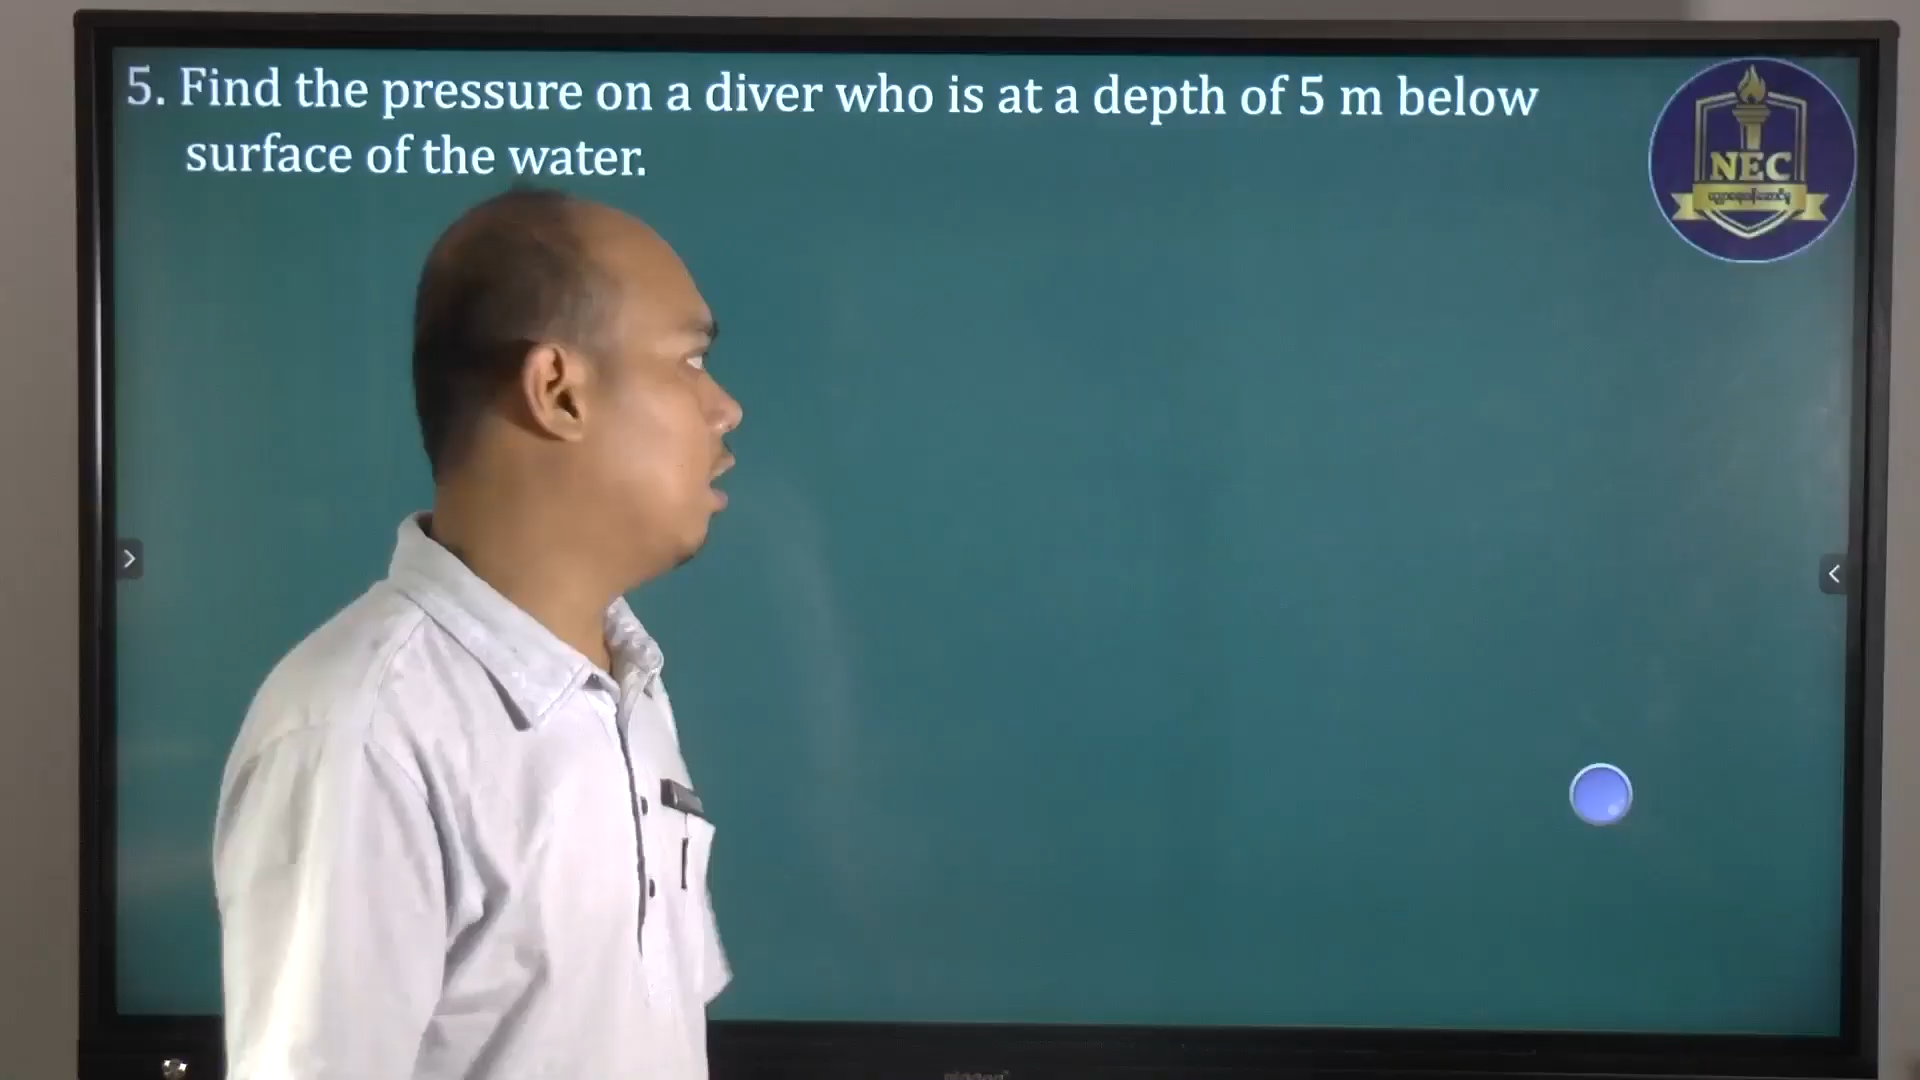 5. Find the pressure on a diver who is at a depth of 5 m below
surface of the water.
NEC